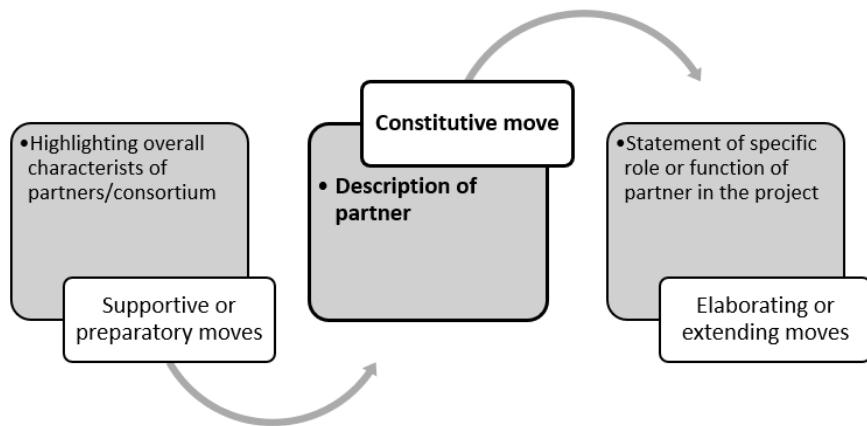 •Highlighting overall
characterists of
partners/consortium
Supportive or
preparatory moves
Constitutive move
• Description of
partner
•Statement of specific
role or function of
partner in the project
Elaborating or
extending moves